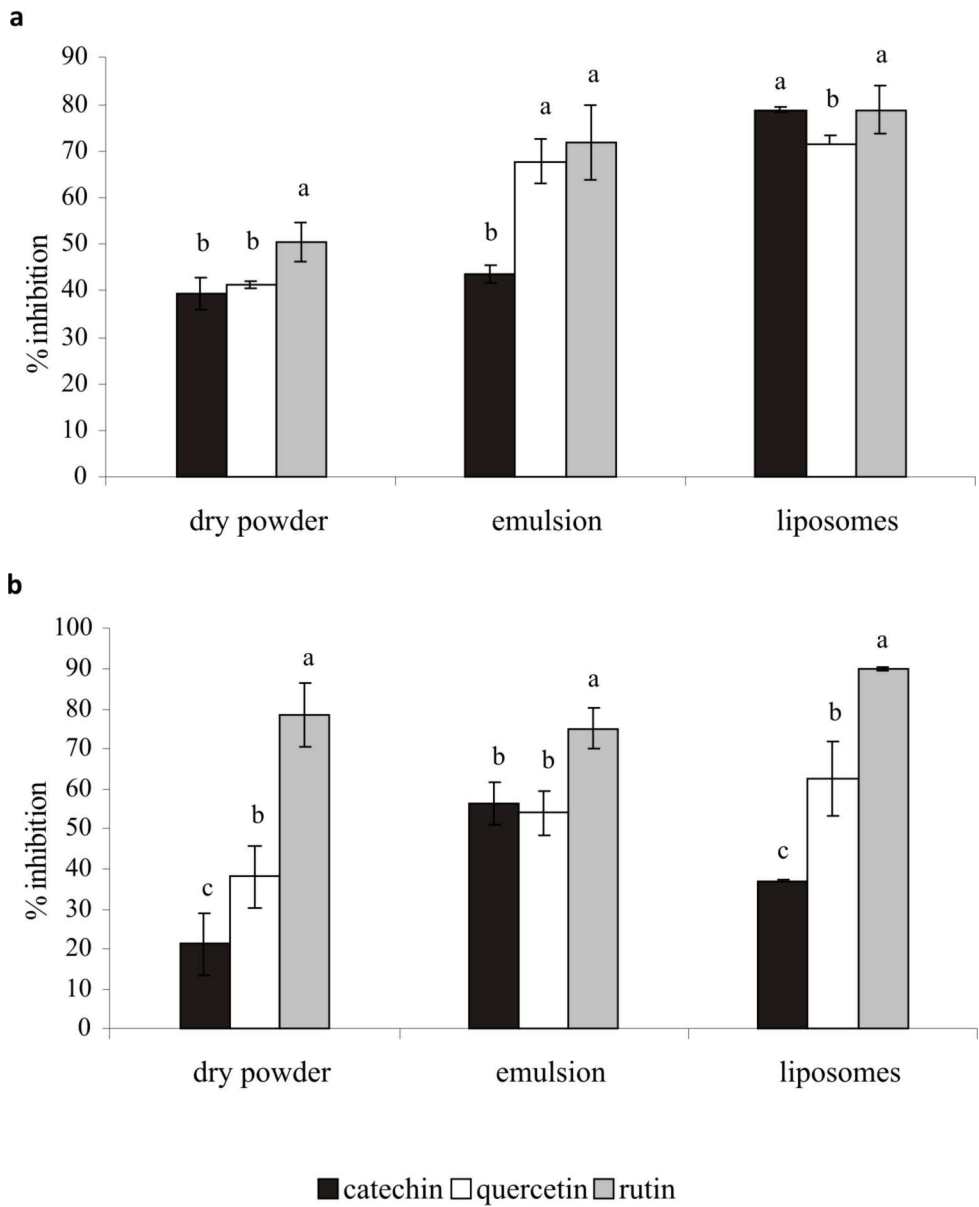 a
90
80
70
60
50
40
30
20
10
0
% inhibition
b b a
b a a
a b a
dry powder emulsion liposomes
b
100
90
80
70
60
50
40
30
20
10
0
% inhibition
c b a
b b a
c b a
dry powder emulsion liposomes
catechin quercetin rutin